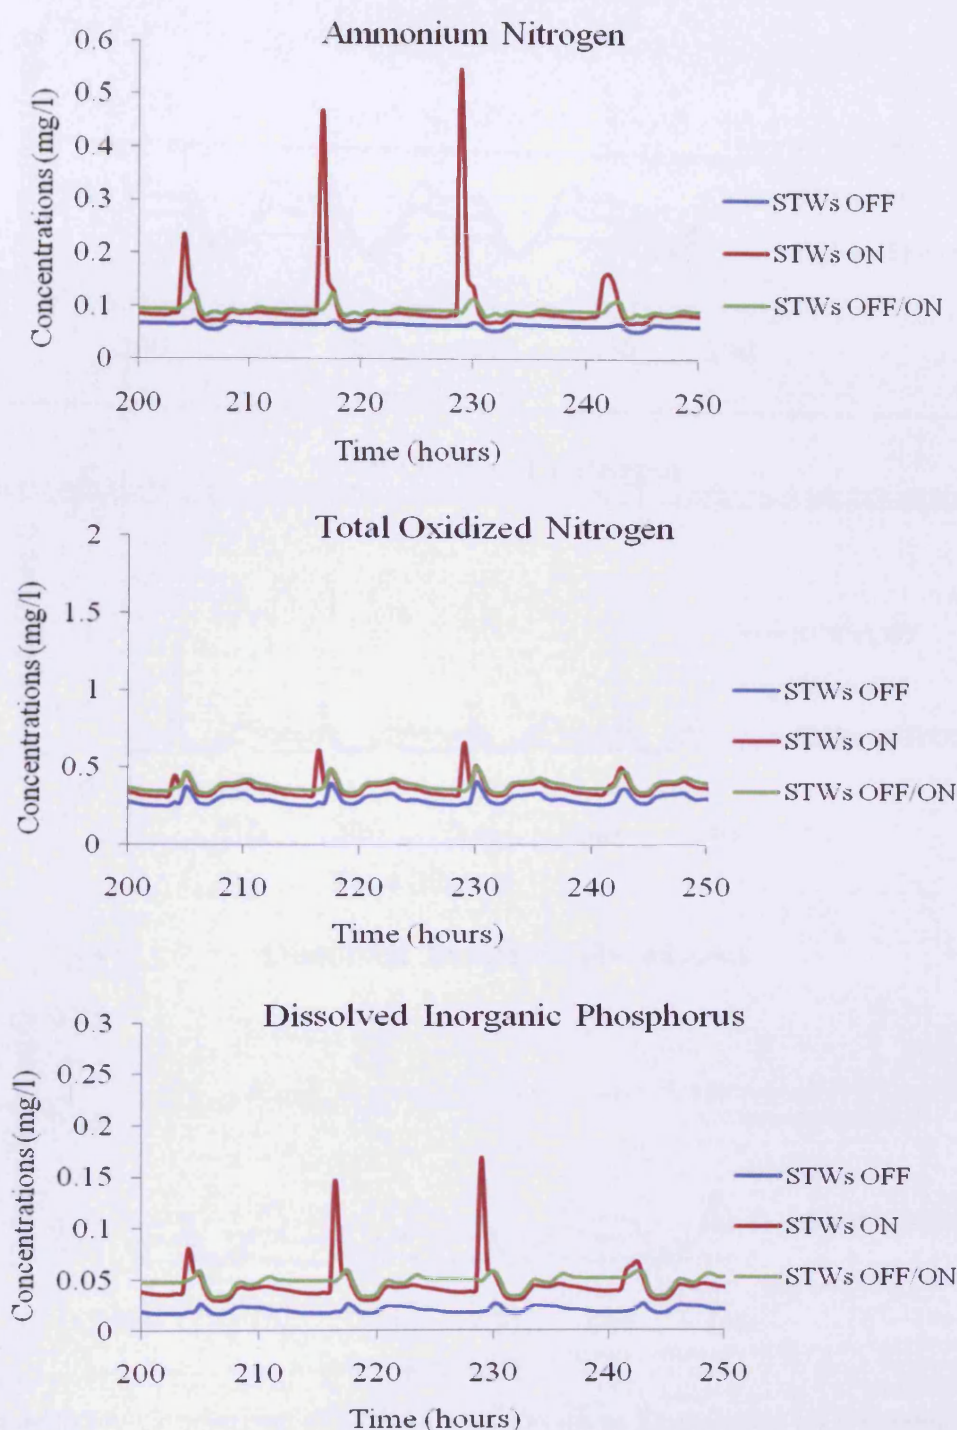 Ammonium Nitrogen
Concentrations (mg/l)
0.6
0.5
0.4
0.3
0.2
0.1
0
200 210 220 230 240 250
Time (hours)
STWs OFF
STWs ON
STWs OFF/ON
Total Oxidized Nitrogen
Concentrations (mg/l)
2
1.5
1
0.5
0
200 210 220 230 240 250
Time (hours)
STWs OFF
STWs ON
STWs OFF/ON
Dissolved Inorganic Phosphorus
Concentrations (mg/l)
0.3
0.25
0.2
0.15
0.1
0.05
0
200 210 220 230 240 250
Time (hours)
STWs OFF
STWs ON
STWs OFF/ON